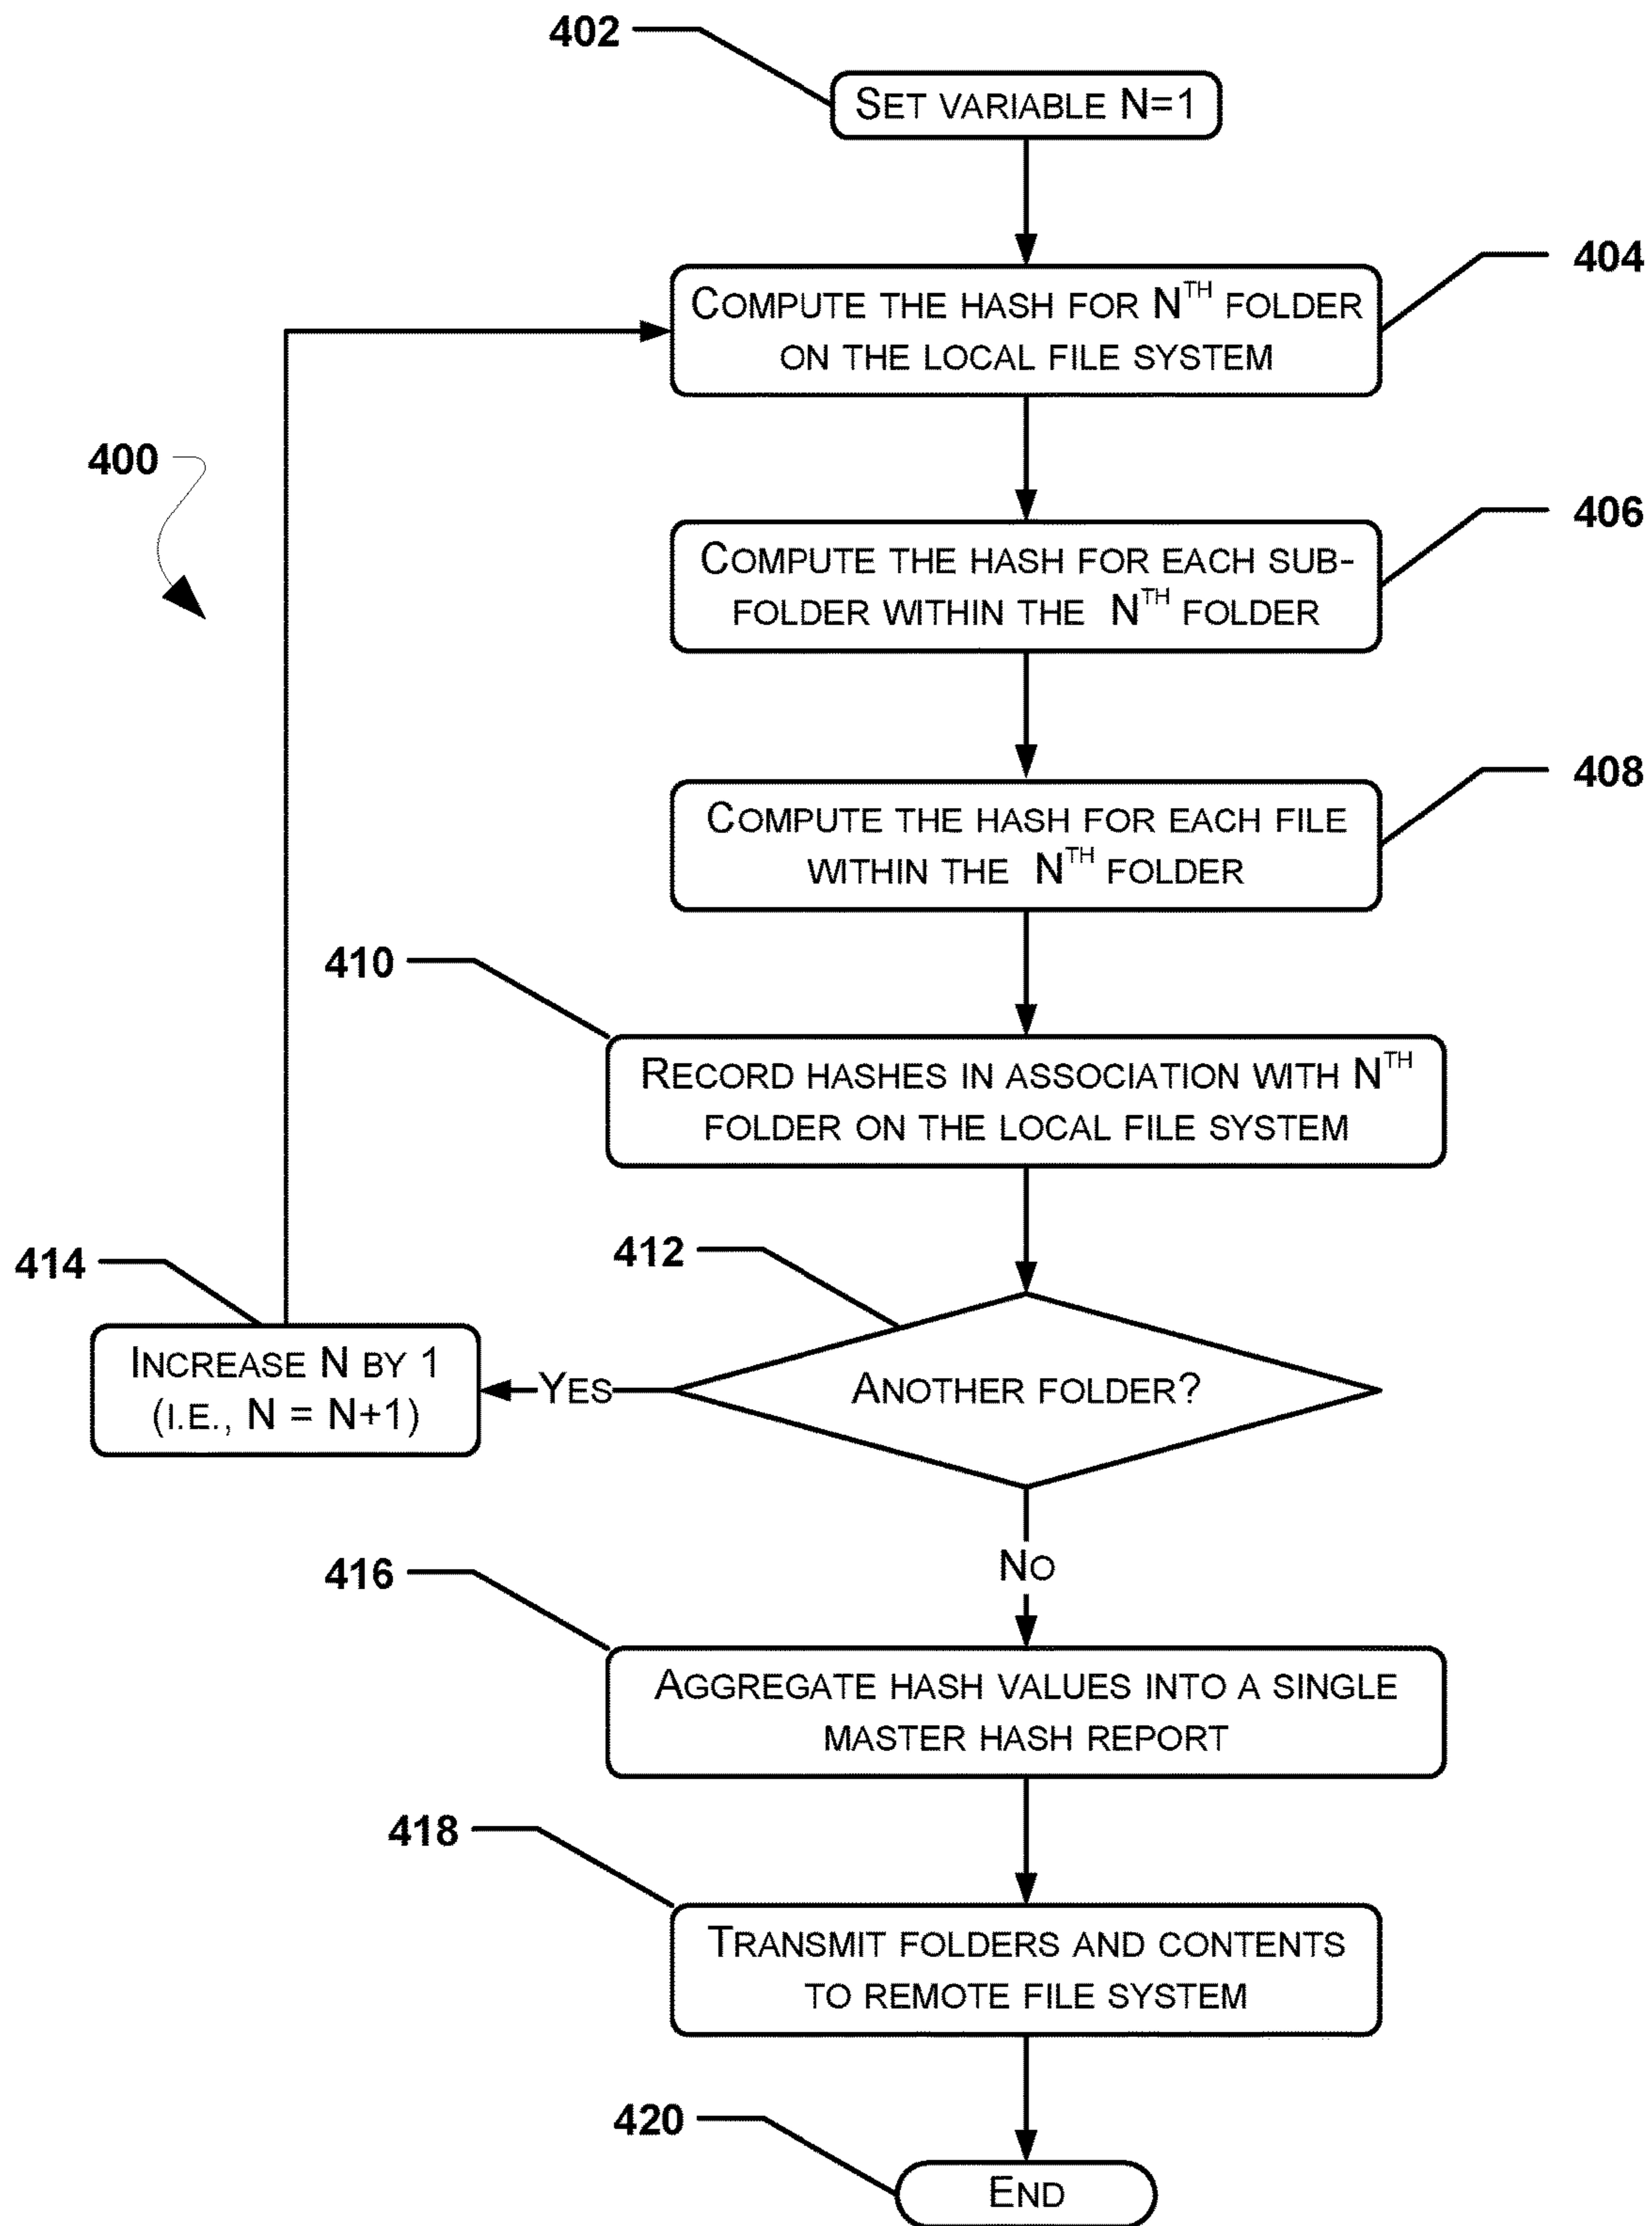 402
SET VARIABLE N=1
404
COMPUTE THE HASH FOR NTH FOLDER
ON THE LOCAL FILE SYSTEM
400
406
COMPUTE THE HASH FOR EACH SUB-
FOLDER WITHIN THE NTH FOLDER
408
COMPUTE THE HASH FOR EACH FILE
WITHIN THE NTH FOLDER
410
RECORD HASHES IN ASSOCIATION WITH NTH
FOLDER ON THE LOCAL FILE SYSTEM
412
414
INCREASE N BY 1
(I.E., N = N+1)
YES
ANOTHER FOLDER?
NO
416
AGGREGATE HASH VALUES INTO A SINGLE
MASTER HASH REPORT
418
TRANSMIT FOLDERS AND CONTENTS
TO REMOTE FILE SYSTEM
420
END